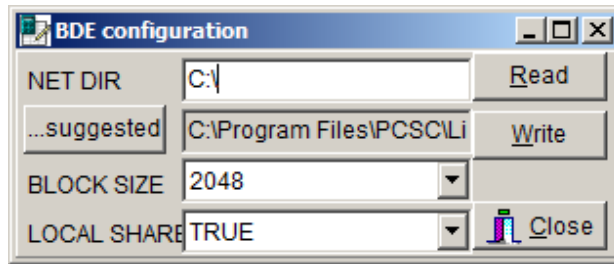 BDE configuration
NET DIR C:\ Read
...suggested C:\Program Files\PCSC\Li Write
BLOCK SIZE 2048
LOCAL SHARE TRUE Close